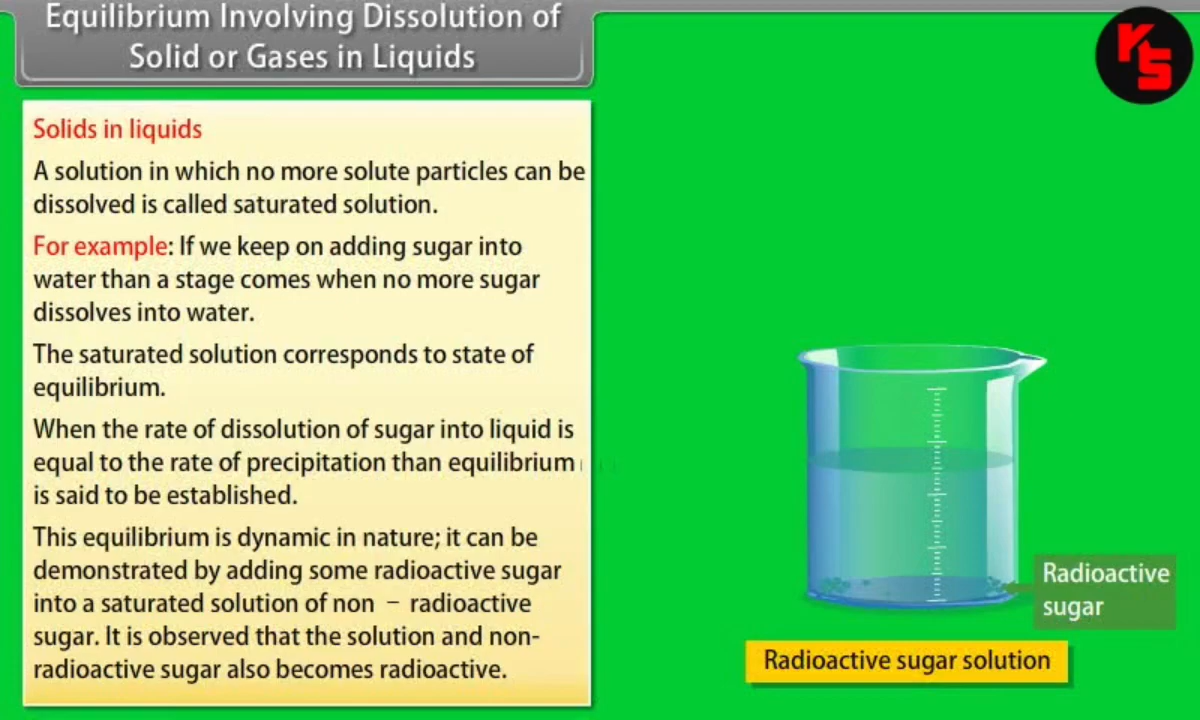 Equilibrium Involving Dissolution of
Solid or Gases in Liquids
KS
Solids in liquids
A solution in which no more solute particles can be
dissolved is called saturated solution.
For example: If we keep on adding sugar into
water than a stage comes when no more sugar
dissolves into water.
The saturated solution corresponds to state of
equilibrium.
When the rate of dissolution of sugar into liquid is
equal to the rate of precipitation than equilibrium
is said to be established.
This equilibrium is dynamic in nature; it can be
demonstrated by adding some radioactive sugar
into a saturated solution of non – radioactive
sugar. It is observed that the solution and non-
radioactive sugar also becomes radioactive.
Radioactive
sugar
Radioactive sugar solution